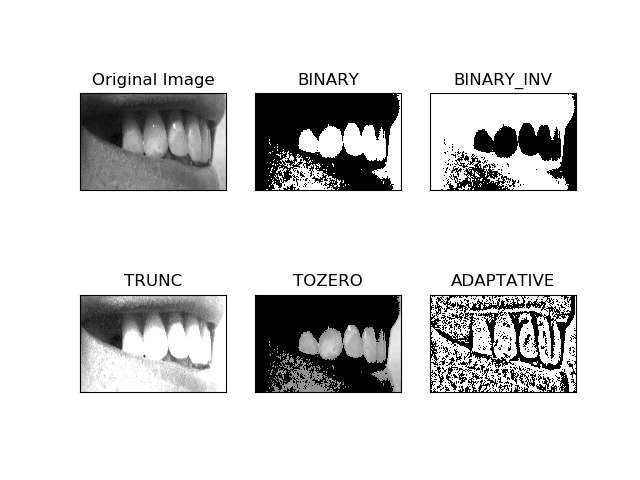 Original Image
BINARY
BINARY_INV
TRUNC
TOZERO
ADAPTATIVE